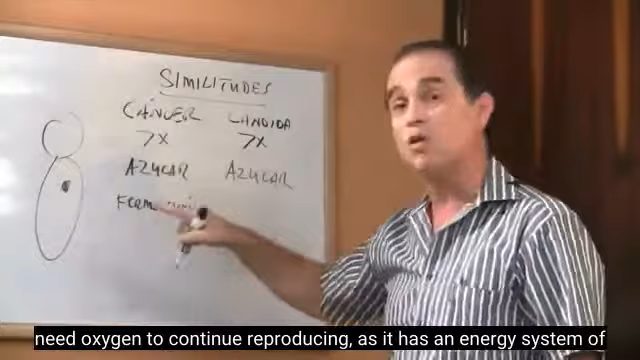 SIMILITUDES
CÁNCER CANDIDA
7X 7X
AZUCAR AZUCAR
need oxygen to continue reproducing, as it has an energy system of